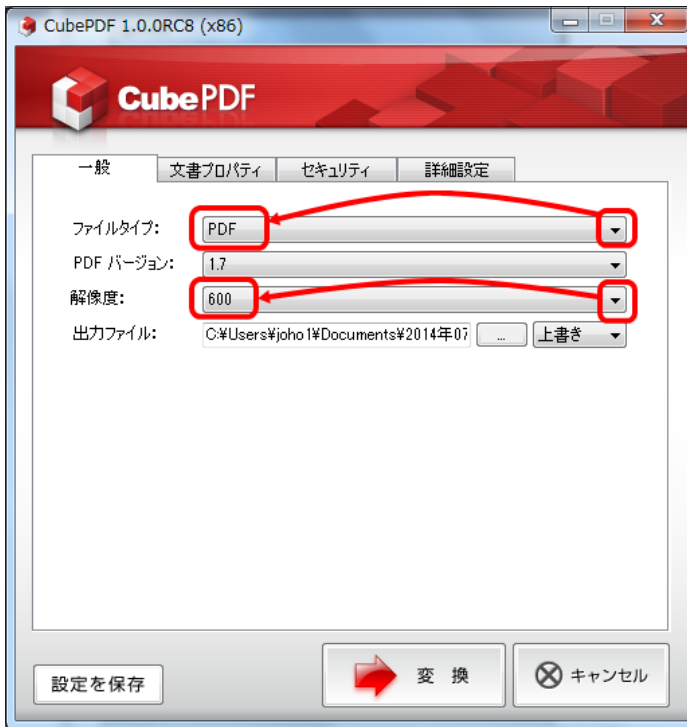 CubePDF 1.0.0RC8 (x86)
CubePDF
一般 文書プロパティ セキュリティ 詳細設定
ファイルタイプ: PDF
PDF バージョン: 1.7
解像度: 600
出力ファイル: C:¥Users¥joho1¥Documents¥2014年07 ... 上書き
設定を保存 変 換 キャンセル